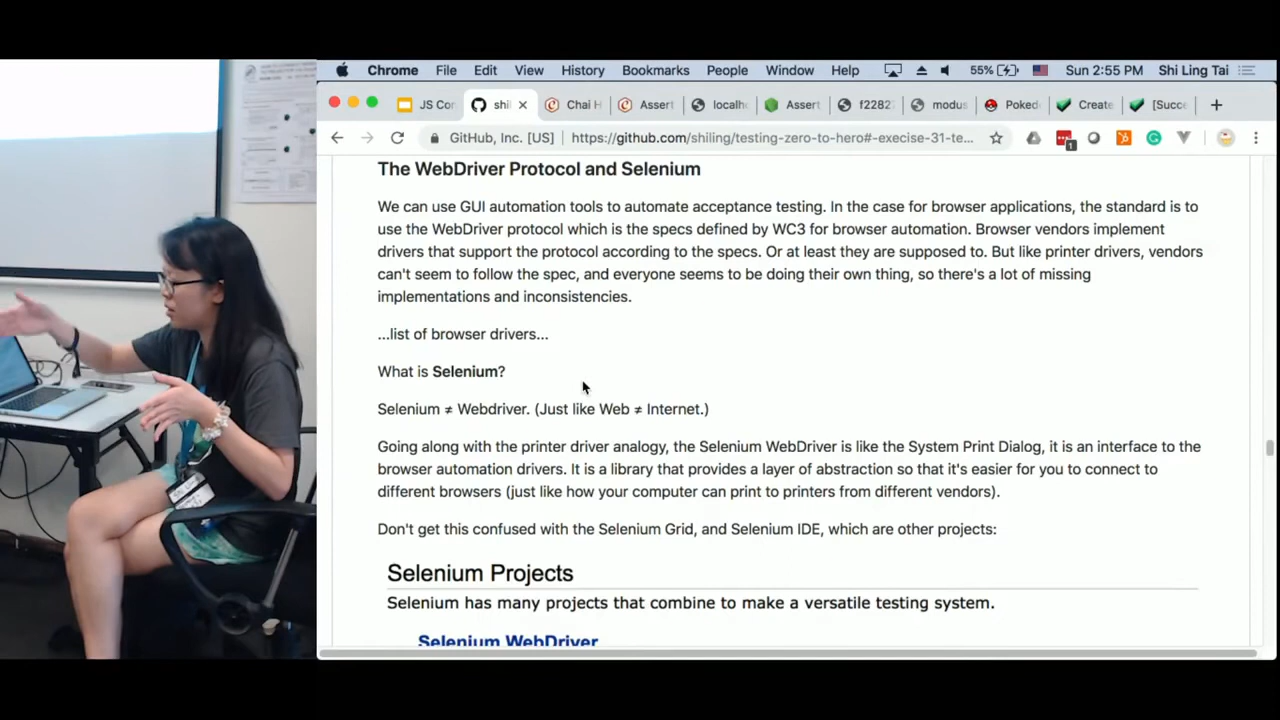 Chrome File Edit View History Bookmarks People Window Help 55% Sun 2:55 PM Shi Ling Tai
JS Cor shil Chai H Assert localh Assert f2282 modus Poked Create [Succe
GitHub, Inc. [US] https://github.com/shiling/testing-zero-to-hero#-execise-31-te...
1
The WebDriver Protocol and Selenium
We can use GUI automation tools to automate acceptance testing. In the case for browser applications, the standard is to
use the WebDriver protocol which is the specs defined by WC3 for browser automation. Browser vendors implement
drivers that support the protocol according to the specs. Or at least they are supposed to. But like printer drivers, vendors
can't seem to follow the spec, and everyone seems to be doing their own thing, so there's a lot of missing
implementations and inconsistencies.
...list of browser drivers...
What is Selenium?
Selenium ≠ Webdriver. (Just like Web ≠ Internet.)
Going along with the printer driver analogy, the Selenium WebDriver is like the System Print Dialog, it is an interface to the
browser automation drivers. It is a library that provides a layer of abstraction so that it's easier for you to connect to
different browsers (just like how your computer can print to printers from different vendors).
Don't get this confused with the Selenium Grid, and Selenium IDE, which are other projects:
Selenium Projects
Selenium has many projects that combine to make a versatile testing system.
Selenium WebDriver